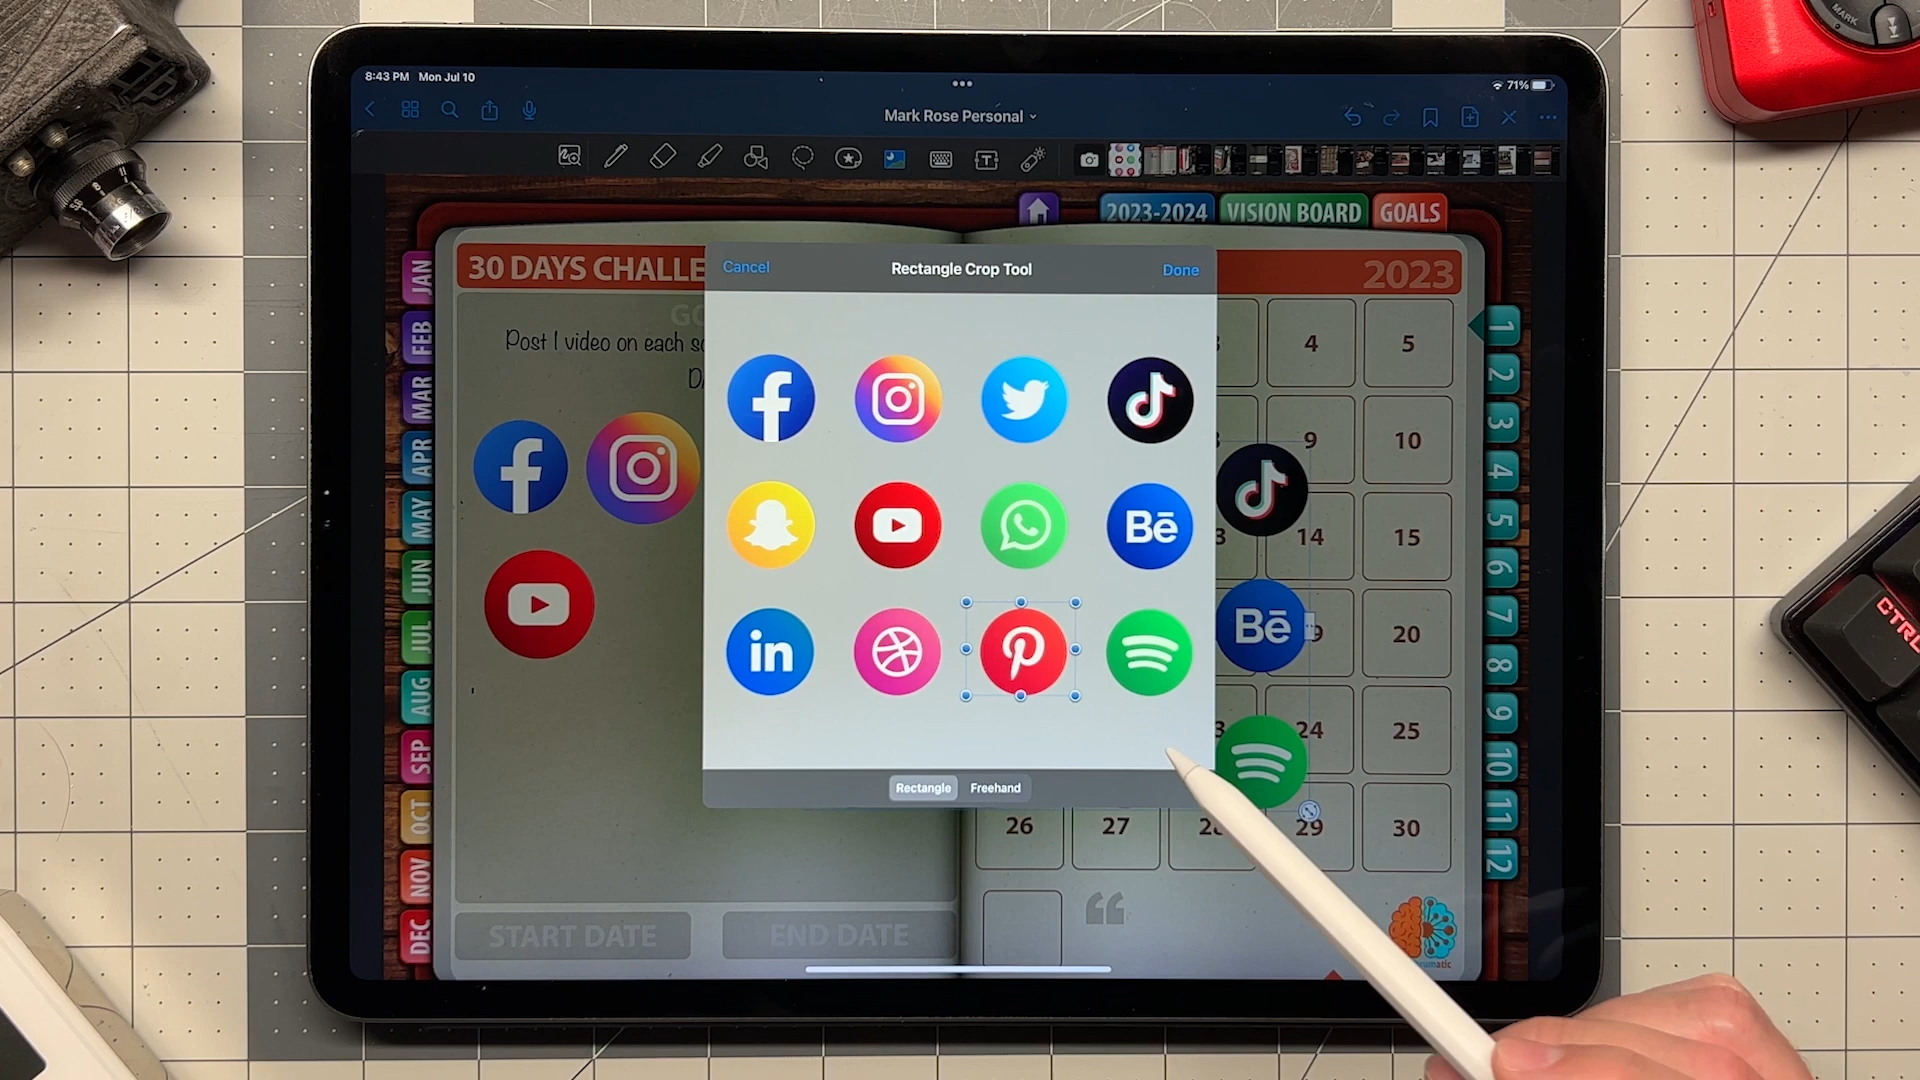 8:43 PM Mon Jul 10
71%
Mark Rose Personal
2023-2024 VISION BOARD GOALS
30 DAYS CHALLE
2023
Cancel Rectangle Crop Tool Done
Post 1 video on each
JAN
FEB
MAR
APR
MAY
JUN
JUL
AUG
SEP
OCT
NOV
DEC
4 5
9 10
14 15
20
24 25
26 27 29 30
Bē
in
Bē
Rectangle Freehand
START DATE END DATE
1
2
3
4
5
6
7
8
9
10
11
12
MARK
CTRL